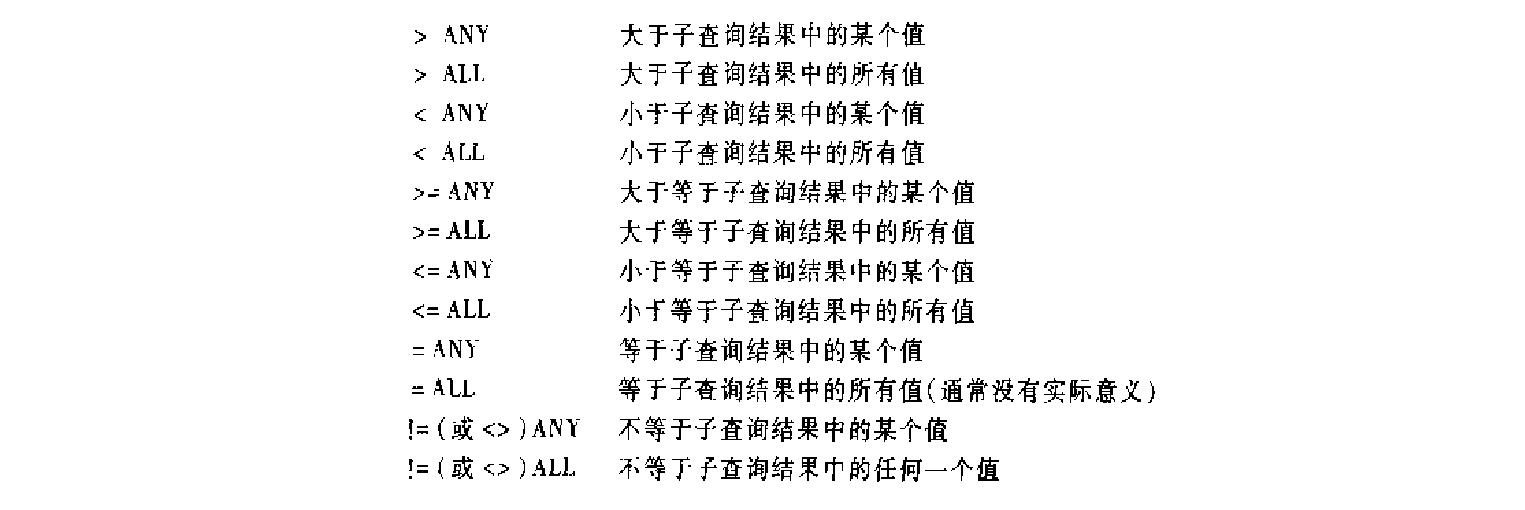 > ANY 大于子查询结果中的某个值
> ALL 大于子查询结果中的所有值
< ANY 小于子查询结果中的某个值
< ALL 小于子查询结果中的所有值
>= ANY 大于等于子查询结果中的某个值
>= ALL 大于等于子查询结果中的所有值
<= ANY 小于等于子查询结果中的某个值
<= ALL 小于等于子查询结果中的所有值
= ANY 等于子查询结果中的某个值
= ALL 等于子查询结果中的所有值(通常没有实际意义)
!=(或<>)ANY 不等于子查询结果中的某个值
!=(或<>)ALL 不等于子查询结果中的任何一个值